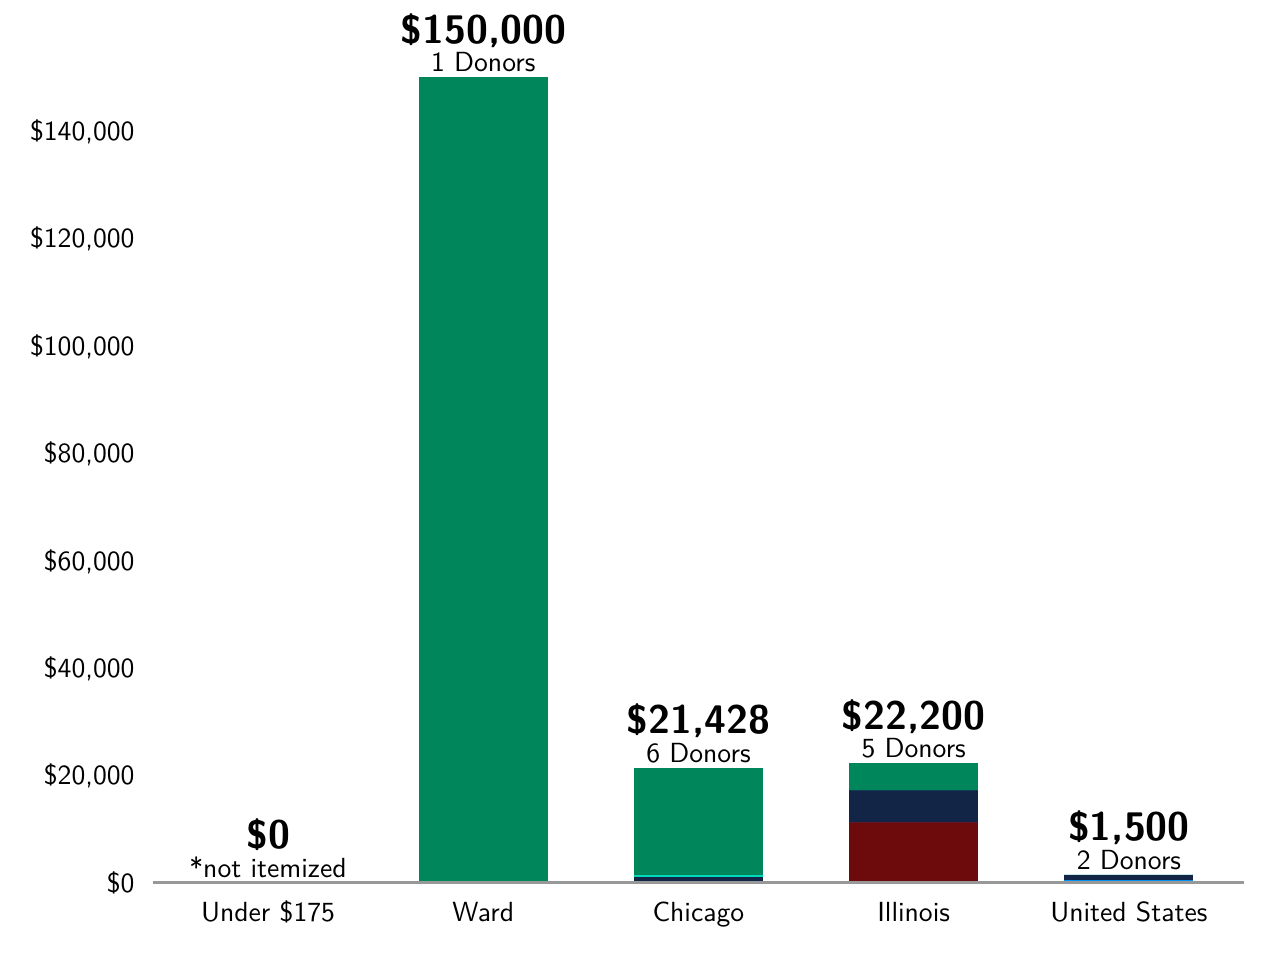 $150,000
1 Donors
$140,000
$120,000
$100,000
$80,000
$60,000
$40,000
$20,000
$0
$0
*not itemized
$21,428
6 Donors
$22,200
5 Donors
$1,500
2 Donors
Under $175
Ward
Chicago
Illinois
United States